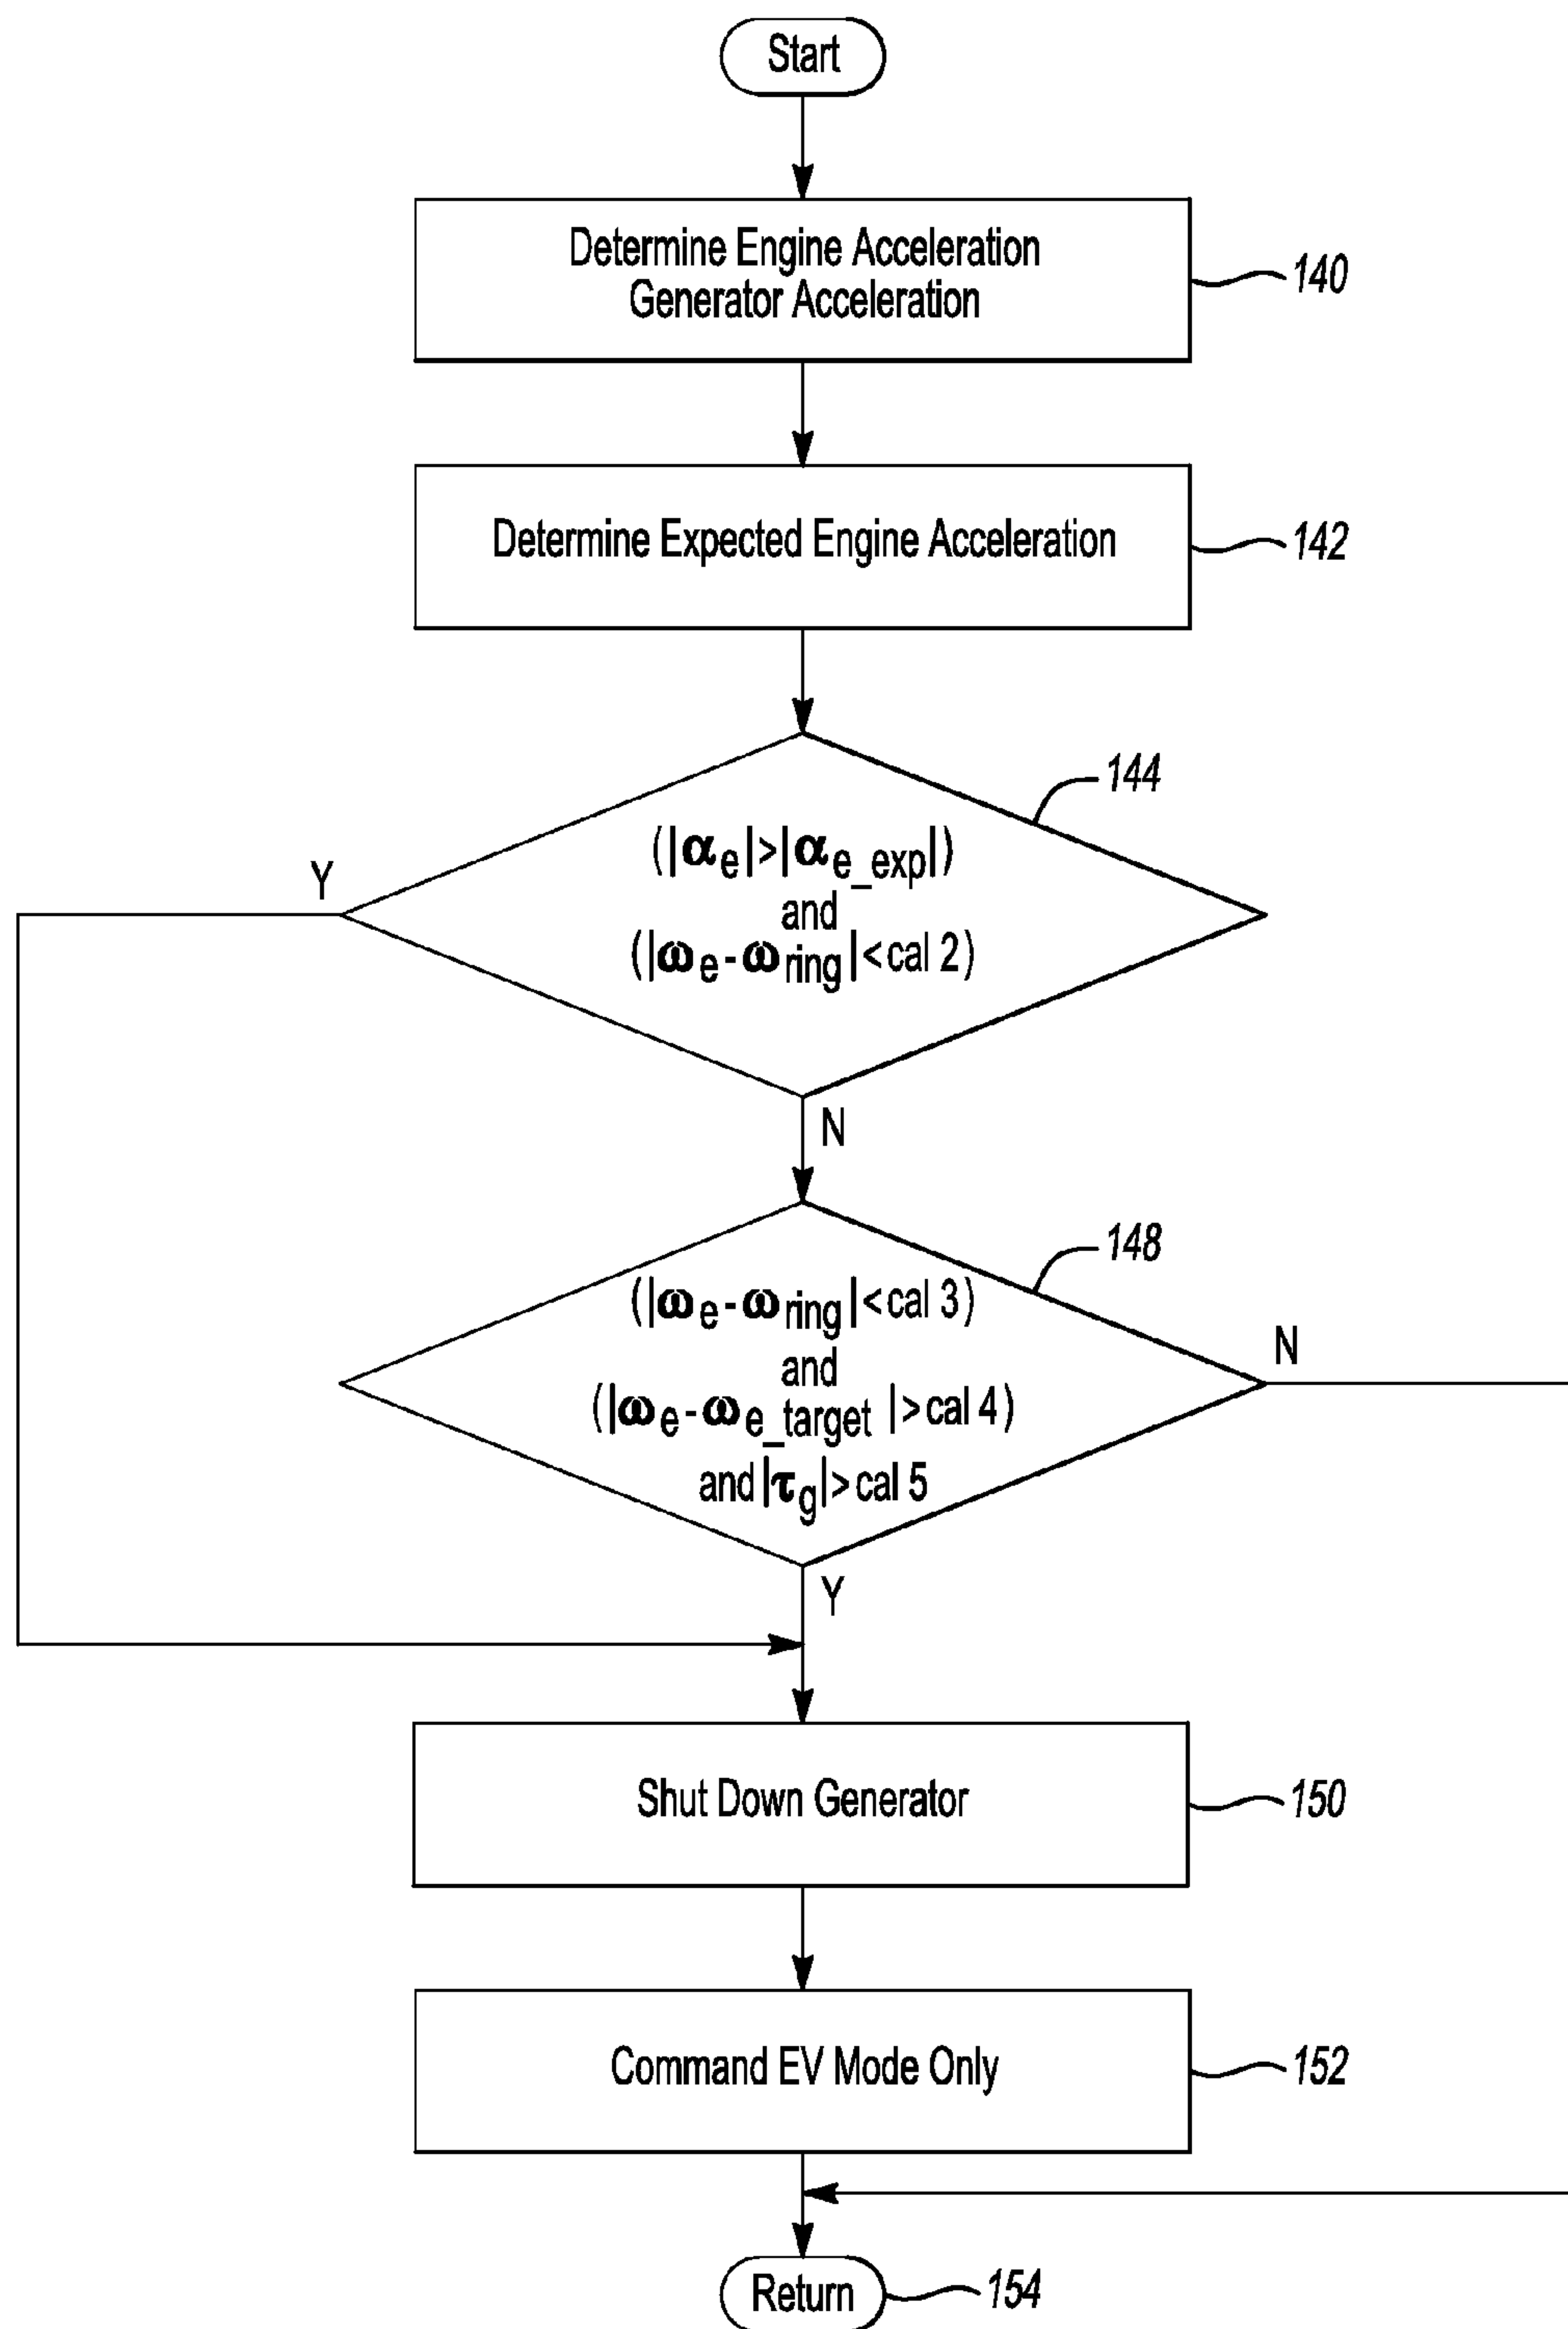 Start
Determine Engine Acceleration
Generator Acceleration
140
Determine Expected Engine Acceleration
142
144
(|αe|>|αe_exp|)
Y
and
(|ωe-ωring|<cal 2)
N
148
(|ωe-ωring|<cal 3)
N
and
(|ωe-ωe_target |>cal 4)
and|τg|>cal 5
Y
Shut Down Generator
150
Command EV Mode Only
152
Return
154